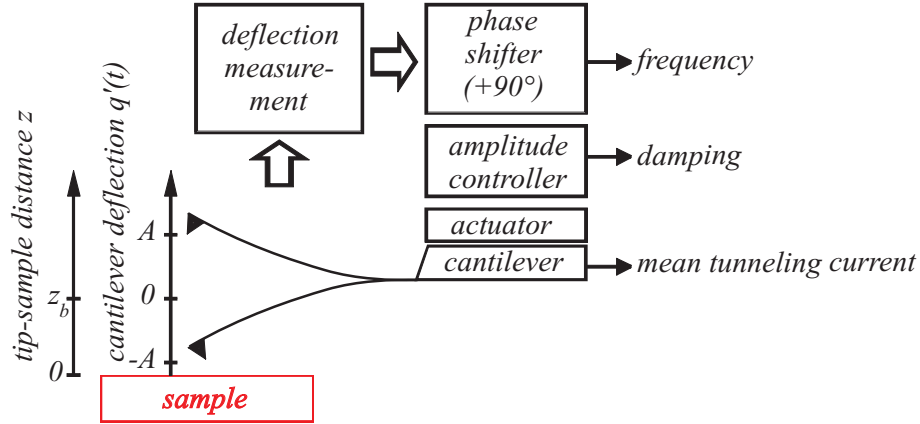 deflection
measure-
ment
phase
shifter
(+90°)
frequency
amplitude
controller
damping
actuator
cantilever
mean tunneling current
tip-sample distance z
z_b
0
cantilever deflection q'(t)
A
0
-A
sample